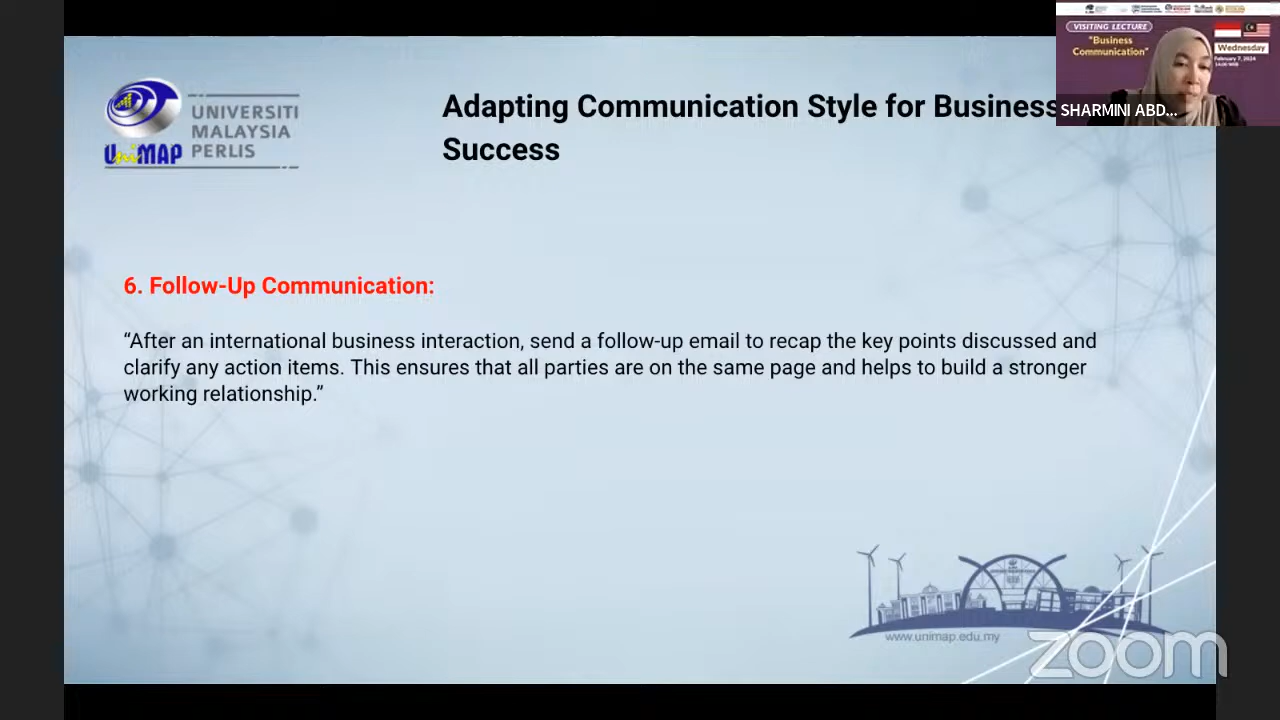 VISITING LECTURE
"Business
Communication"
Wednesday
February 7, 2024
SHARMINI ABD...
UNIVERSITI
MALAYSIA
PERLIS
UniMAP
Adapting Communication Style for Business
Success
6. Follow-Up Communication:
“After an international business interaction, send a follow-up email to recap the key points discussed and
clarify any action items. This ensures that all parties are on the same page and helps to build a stronger
working relationship.”
www.unimap.edu.my
zoom